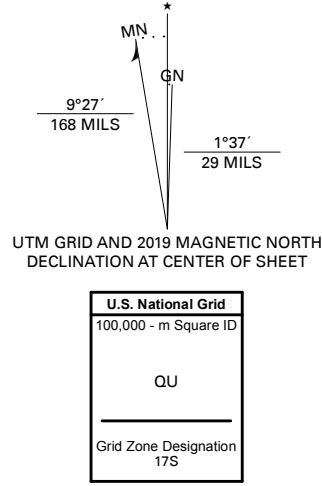 ★
MN
GN
9°27´
168 MILS
1°37´
29 MILS
UTM GRID AND 2019 MAGNETIC NORTH
DECLINATION AT CENTER OF SHEET
U.S. National Grid
100,000 - m Square ID
QU
Grid Zone Designation
17S